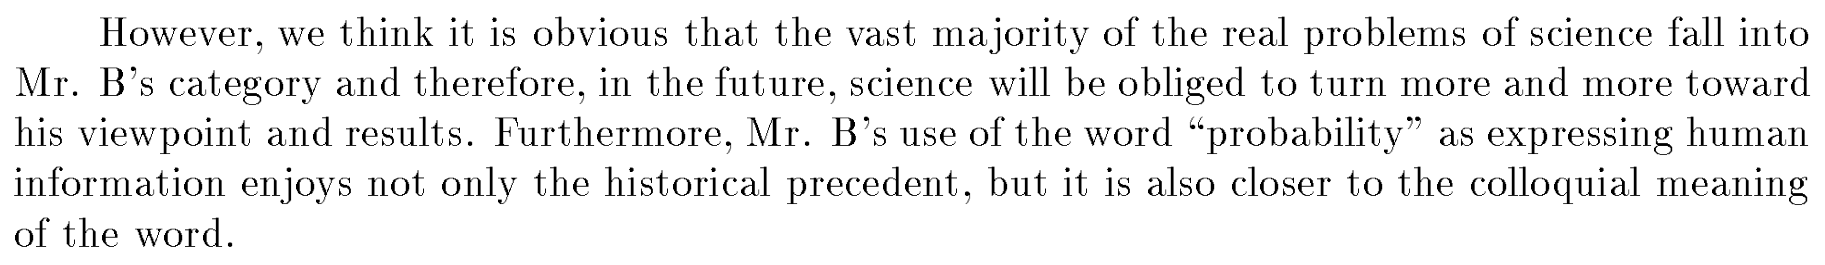 However, we think it is obvious that the vast majority of the real problems of science fall into
Mr. B's category and therefore, in the future, science will be obliged to turn more and more toward
his viewpoint and results. Furthermore, Mr. B's use of the word “probability” as expressing human
information enjoys not only the historical precedent, but it is also closer to the colloquial meaning
of the word.